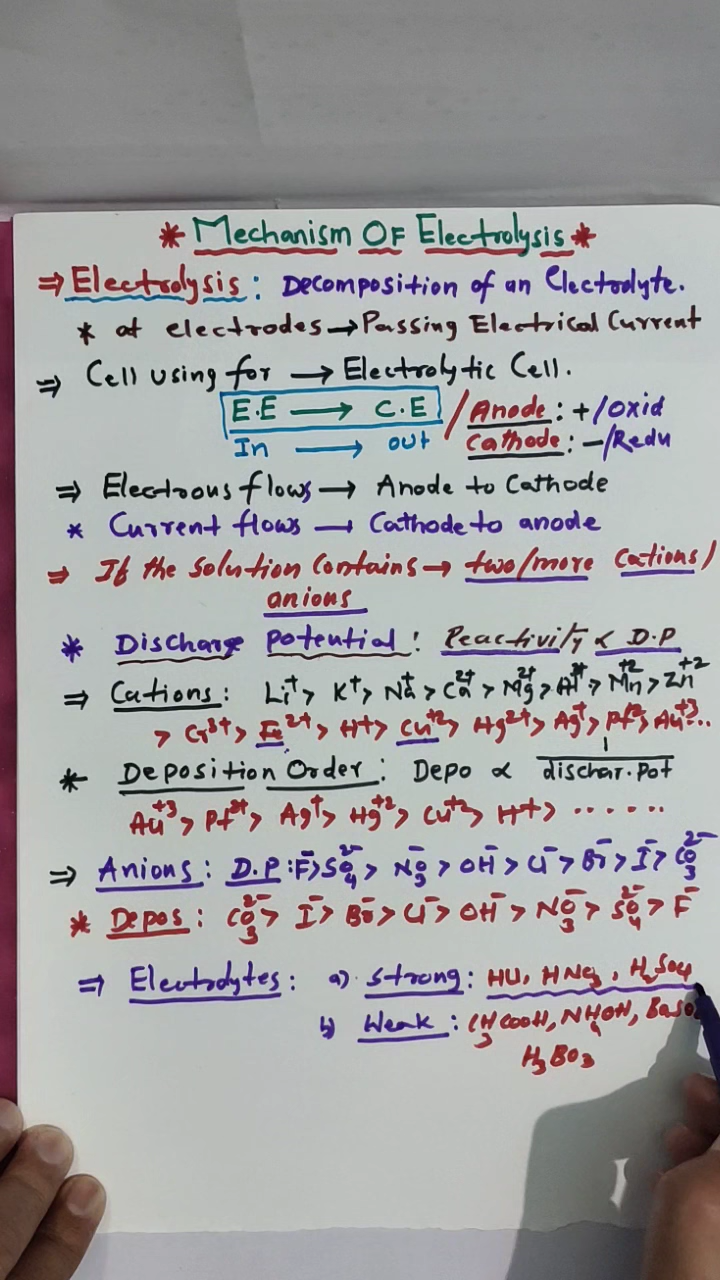 * Mechanism OF Electrolysis *
⇒ Electrolysis: Decomposition of an Electrolyte.
* at electrodes → Passing Electrical Current
⇒ Cell using for → Electrolytic Cell.
E.E → C.E / Anode: +/Oxid
In → out Cathode: -/Redu
⇒ Electrons flows → Anode to Cathode
* Current flows → Cathode to anode
⇒ If the solution contains → two/more cations/
anions
* Discharge potential: Reactivity ∝ D.P
⇒ Cations: Li⁺> K⁺> Na⁺> Ca²⁺> Mg²⁺> Al³⁺> Mn⁺²> Zn⁺²
> Cr³⁺> Fe²⁺> H⁺> Cu⁺²> Hg²⁺> Ag⁺> Pt⁺²> Au⁺³...
* Deposition Order: Depo ∝ 1/dischar.pot
Au⁺³> Pt²⁺> Ag⁺> Hg⁺²> Cu⁺²> H⁺> ......
⇒ Anions: D.P: F⁻> SO₄²⁻> NO₃⁻> OH⁻> Cl⁻> Br⁻> I⁻> CO₃²⁻
* Depos: CO₃²⁻> I⁻> Br⁻> Cl⁻> OH⁻> NO₃⁻> SO₄²⁻> F⁻
⇒ Electrolytes: a) Strong: HCl, HNO₃, H₂SO₄
b) Weak: CH₃COOH, NH₄OH,
H₃BO₃